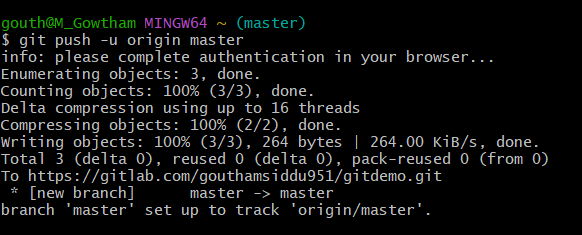 gouth@M_Gowtham MINGW64 ~ (master)
$ git push -u origin master
info: please complete authentication in your browser...
Enumerating objects: 3, done.
Counting objects: 100% (3/3), done.
Delta compression using up to 16 threads
Compressing objects: 100% (2/2), done.
Writing objects: 100% (3/3), 264 bytes | 264.00 KiB/s, done.
Total 3 (delta 0), reused 0 (delta 0), pack-reused 0 (from 0)
To https://gitlab.com/gouthamsiddu951/gitdemo.git
 * [new branch]      master -> master
branch 'master' set up to track 'origin/master'.